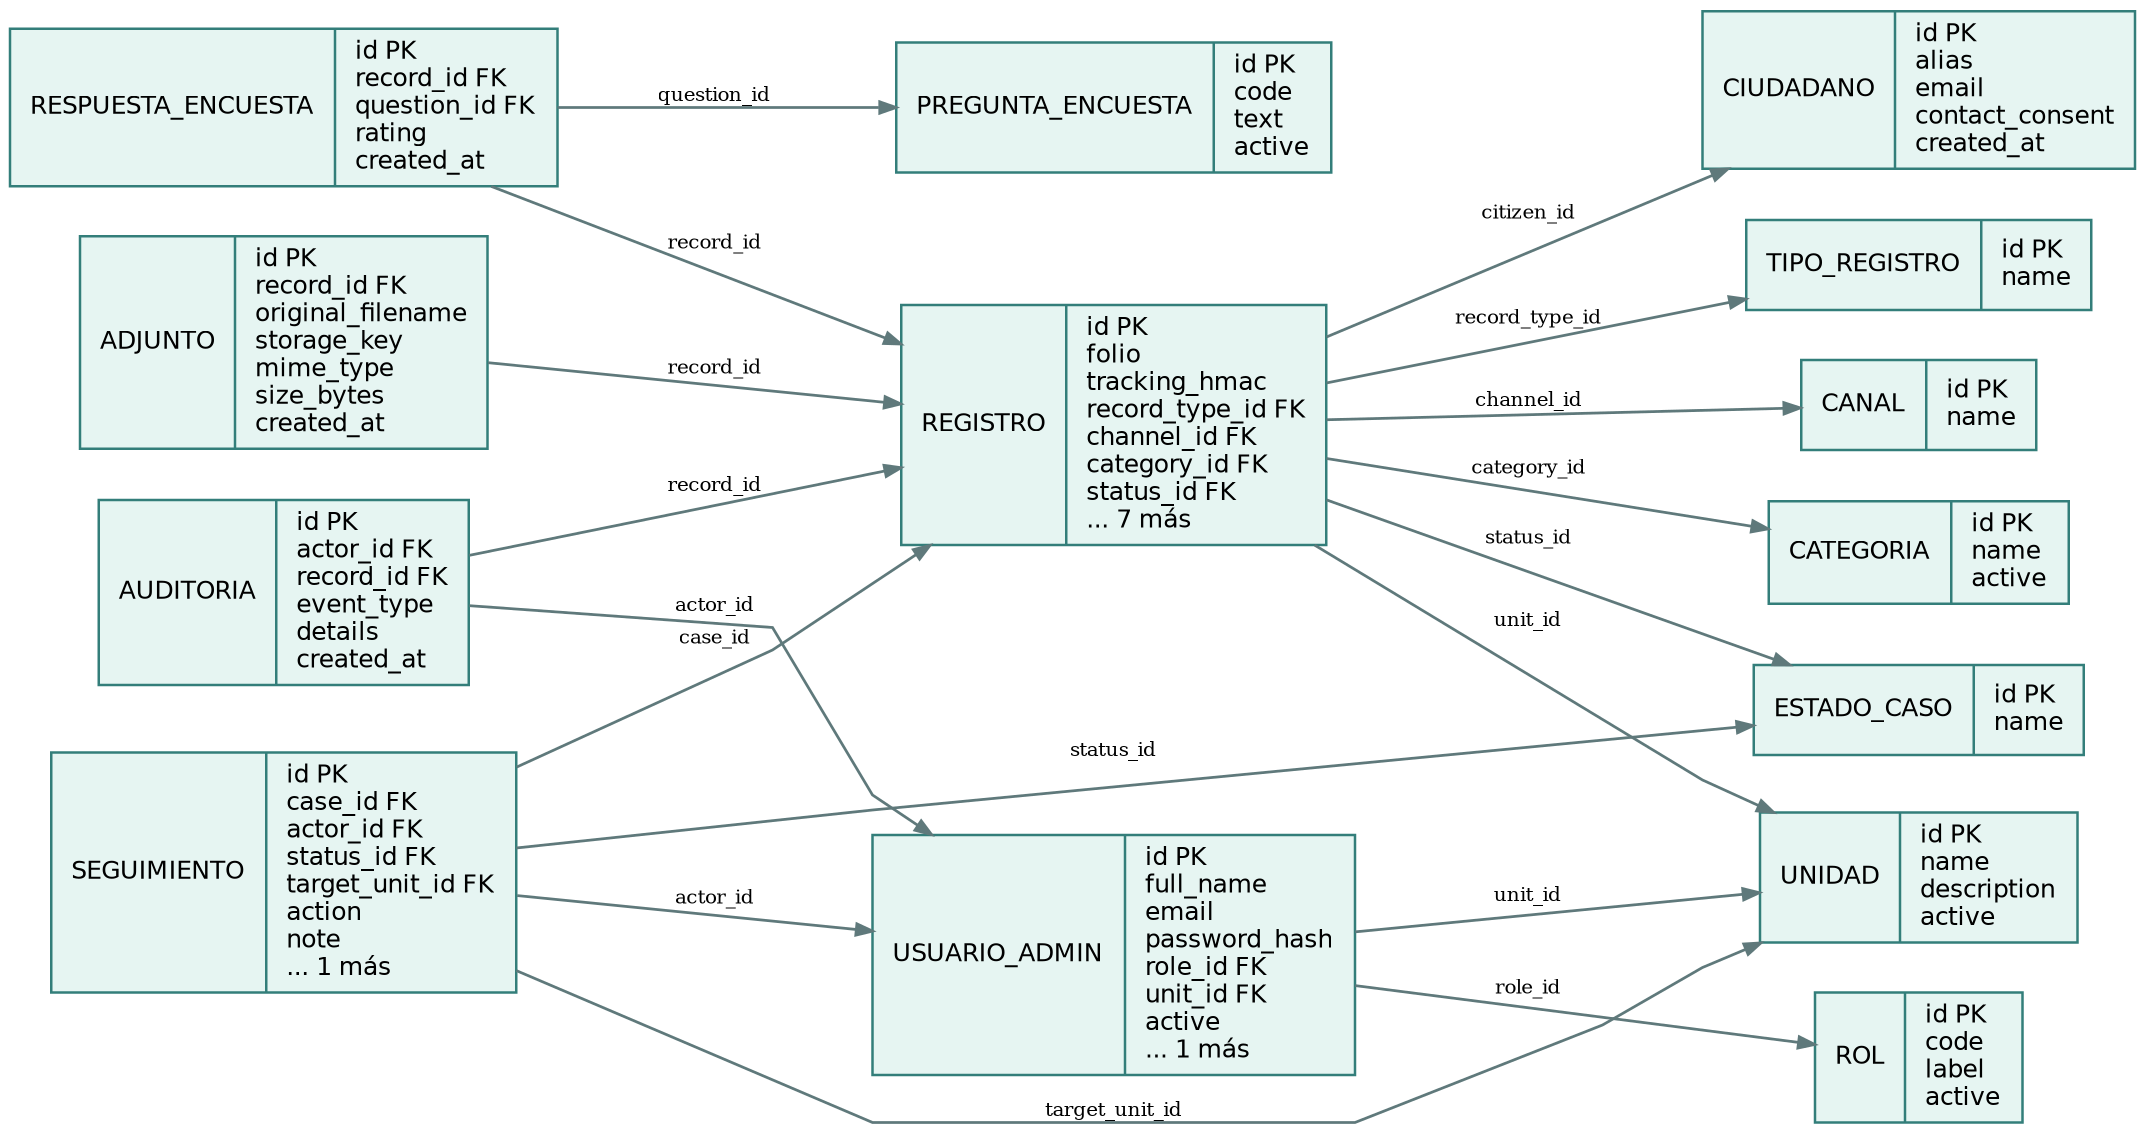 RESPUESTA_ENCUESTA
id PK
record_id FK
question_id FK
rating
created_at
question_id
PREGUNTA_ENCUESTA
id PK
code
text
active
CIUDADANO
id PK
alias
email
contact_consent
created_at
record_id
citizen_id
ADJUNTO
id PK
record_id FK
original_filename
storage_key
mime_type
size_bytes
created_at
record_id
REGISTRO
id PK
folio
tracking_hmac
record_type_id FK
channel_id FK
category_id FK
status_id FK
... 7 más
record_type_id
TIPO_REGISTRO
id PK
name
channel_id
CANAL
id PK
name
category_id
CATEGORIA
id PK
name
active
AUDITORIA
id PK
actor_id FK
record_id FK
event_type
details
created_at
record_id
actor_id
case_id
status_id
unit_id
ESTADO_CASO
id PK
name
SEGUIMIENTO
id PK
case_id FK
actor_id FK
status_id FK
target_unit_id FK
action
note
... 1 más
status_id
actor_id
USUARIO_ADMIN
id PK
full_name
email
password_hash
role_id FK
unit_id FK
active
... 1 más
unit_id
UNIDAD
id PK
name
description
active
role_id
ROL
id PK
code
label
active
target_unit_id